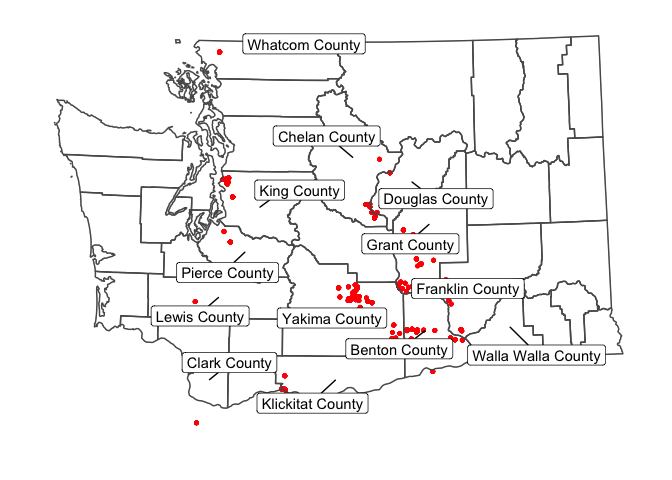 Whatcom County
Chelan County
King County
Douglas County
Grant County
Pierce County
Franklin County
Lewis County
Yakima County
Benton County
Walla Walla County
Clark County
Klickitat County